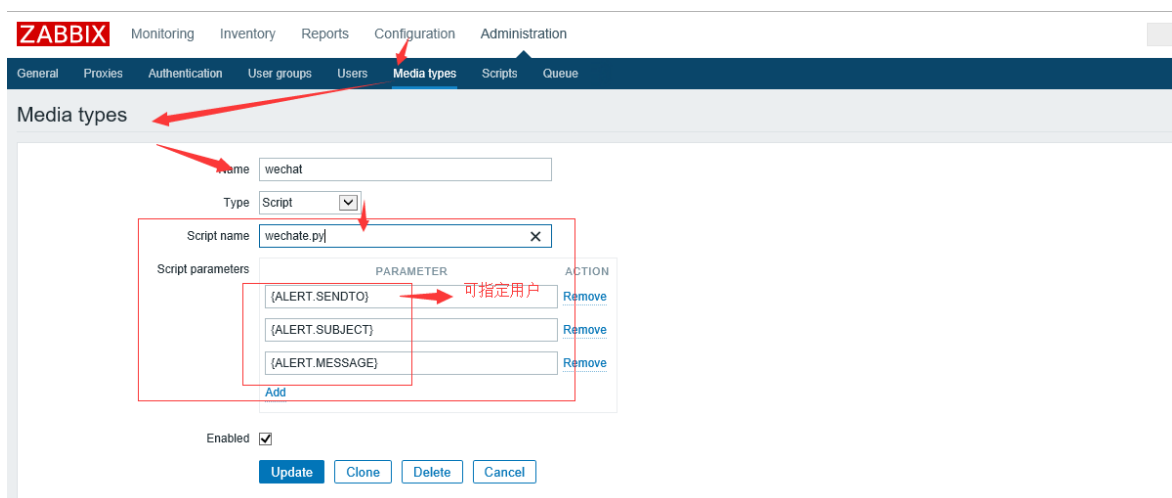 ZABBIX Monitoring Inventory Reports Configuration Administration
General Proxies Authentication User groups Users Media types Scripts Queue
Media types
Name wechat
Type Script
Script name wechate.py
Script parameters PARAMETER ACTION
{ALERT.SENDTO} 可指定用户 Remove
{ALERT.SUBJECT} Remove
{ALERT.MESSAGE} Remove
Add
Enabled
Update Clone Delete Cancel